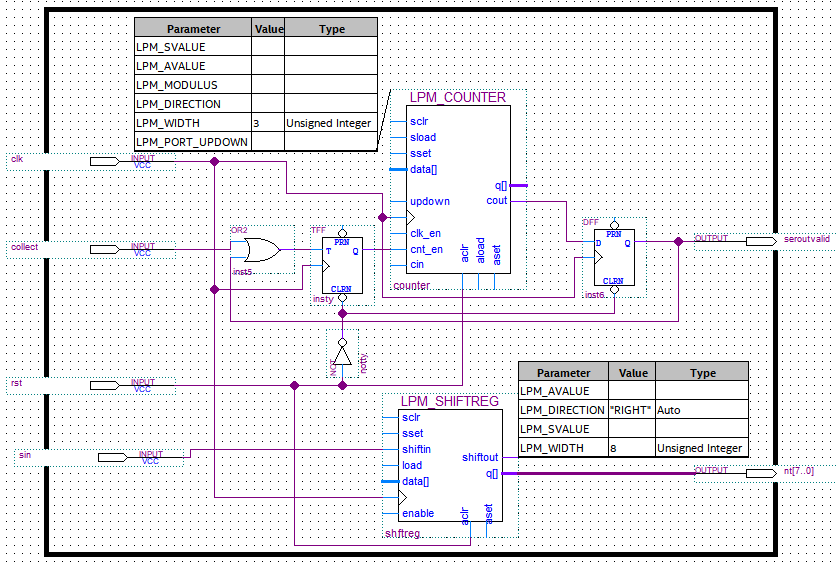 Parameter Value Type
LPM_SVALUE
LPM_AVALUE
LPM_MODULUS
LPM_DIRECTION
LPM_WIDTH 3 Unsigned Integer
LPM_PORT_UPDOWN
LPM_COUNTER
sclr
sload
sset
data[]
q[]
updown
cout
clk_en
cnt_en
cin
aclr
aload
aset
counter
clk
INPUT
VCC
collect
INPUT
VCC
OR2
inst5
TFF
PRN
T Q
CLRN
insty
DFF
PRN
D Q
CLRN
inst6
OUTPUT
seroutvalid
NOT
notty
rst
INPUT
VCC
sin
INPUT
VCC
LPM_SHIFTREG
sclr
sset
shiftin
load
data[]
enable
shiftout
q[]
aclr
aset
shftreg
Parameter Value Type
LPM_AVALUE
LPM_DIRECTION "RIGHT" Auto
LPM_SVALUE
LPM_WIDTH 8 Unsigned Integer
OUTPUT
nt[7..0]